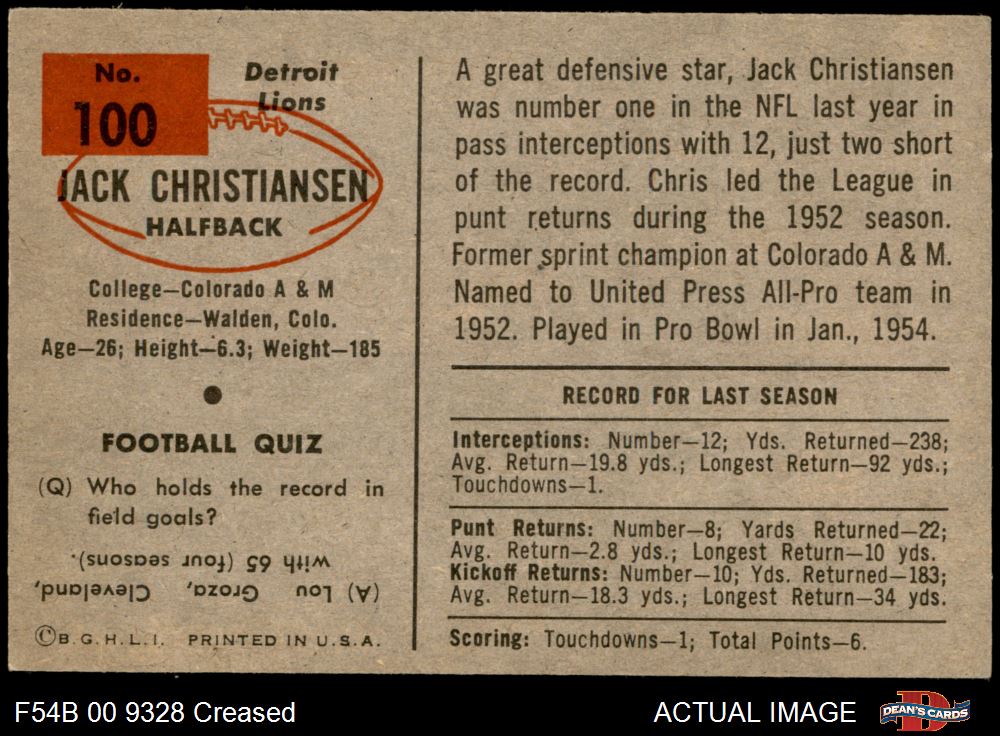 No.
100
Detroit
Lions
JACK CHRISTIANSEN
HALFBACK
College—Colorado A & M
Residence—Walden, Colo.
Age—26; Height—6.3; Weight—185
FOOTBALL QUIZ
(Q) Who holds the record in
field goals?
(A) Lou Groza, Cleveland,
with 65 (four seasons).
©B.G.H.L.I. PRINTED IN U.S.A.
A great defensive star, Jack Christiansen
was number one in the NFL last year in
pass interceptions with 12, just two short
of the record. Chris led the League in
punt returns during the 1952 season.
Former sprint champion at Colorado A & M.
Named to United Press All-Pro team in
1952. Played in Pro Bowl in Jan., 1954.
RECORD FOR LAST SEASON
Interceptions: Number—12; Yds. Returned—238;
Avg. Return—19.8 yds.; Longest Return—92 yds.;
Touchdowns—1.
Punt Returns: Number—8; Yards Returned—22;
Avg. Return—2.8 yds.; Longest Return—10 yds.
Kickoff Returns: Number—10; Yds. Returned—183;
Avg. Return—18.3 yds.; Longest Return—34 yds.
Scoring: Touchdowns—1; Total Points—6.
F54B 00 9328 Creased
ACTUAL IMAGE
DEAN'S CARDS